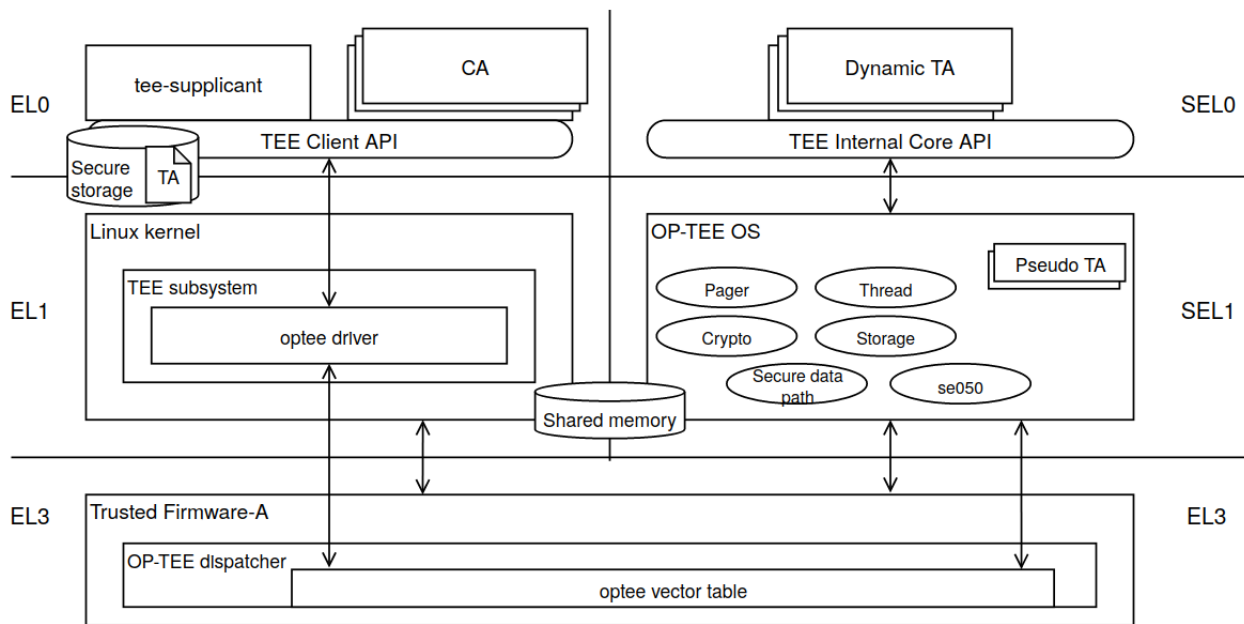 tee-supplicant
CA
Dynamic TA
EL0
SEL0
TEE Client API
TEE Internal Core API
Secure
storage
TA
Linux kernel
OP-TEE OS
TEE subsystem
Pseudo TA
Pager
Thread
EL1
SEL1
optee driver
Crypto
Storage
Secure data
path
se050
Shared memory
EL3
EL3
Trusted Firmware-A
OP-TEE dispatcher
optee vector table